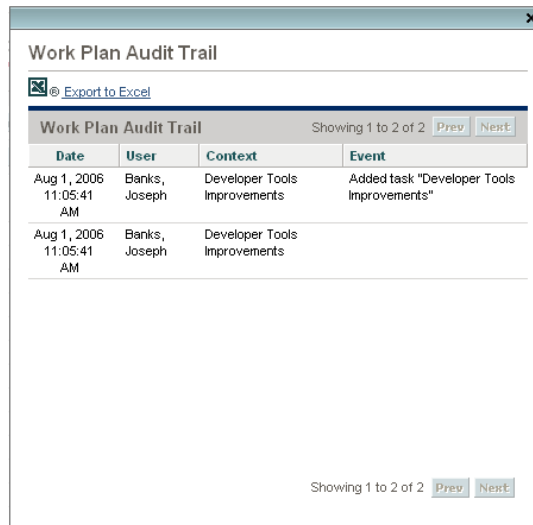 ×
Work Plan Audit Trail
® Export to Excel
Work Plan Audit Trail Showing 1 to 2 of 2 Prev Next
Date User Context Event
Aug 1, 2006 Banks, Developer Tools Added task "Developer Tools
11:05:41 Joseph Improvements Improvements"
AM
Aug 1, 2006 Banks, Developer Tools
11:05:41 Joseph Improvements
AM
Showing 1 to 2 of 2 Prev Next